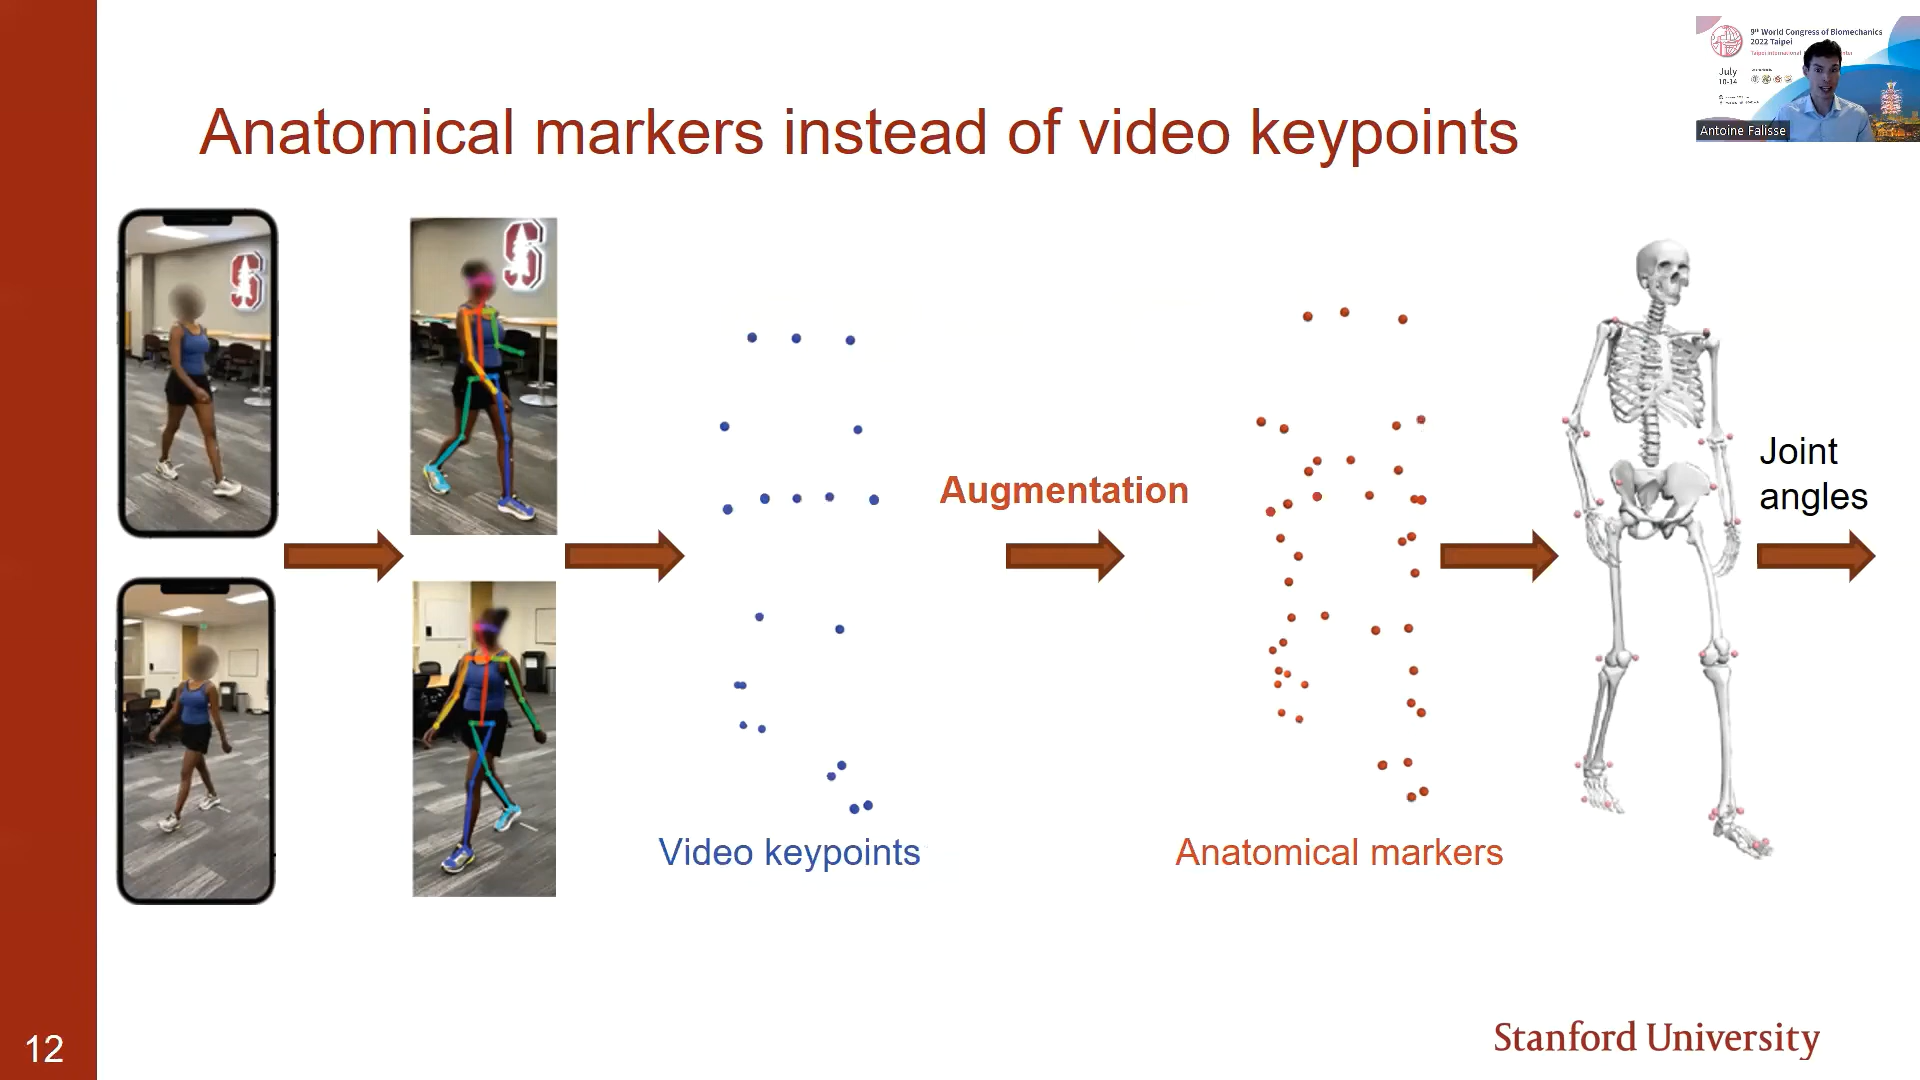 9th World Congress of Biomechanics
2022 Taipei
July
10-14
Antoine Falisse
Anatomical markers instead of video keypoints
Augmentation
Joint
angles
Video keypoints
Anatomical markers
12
Stanford University